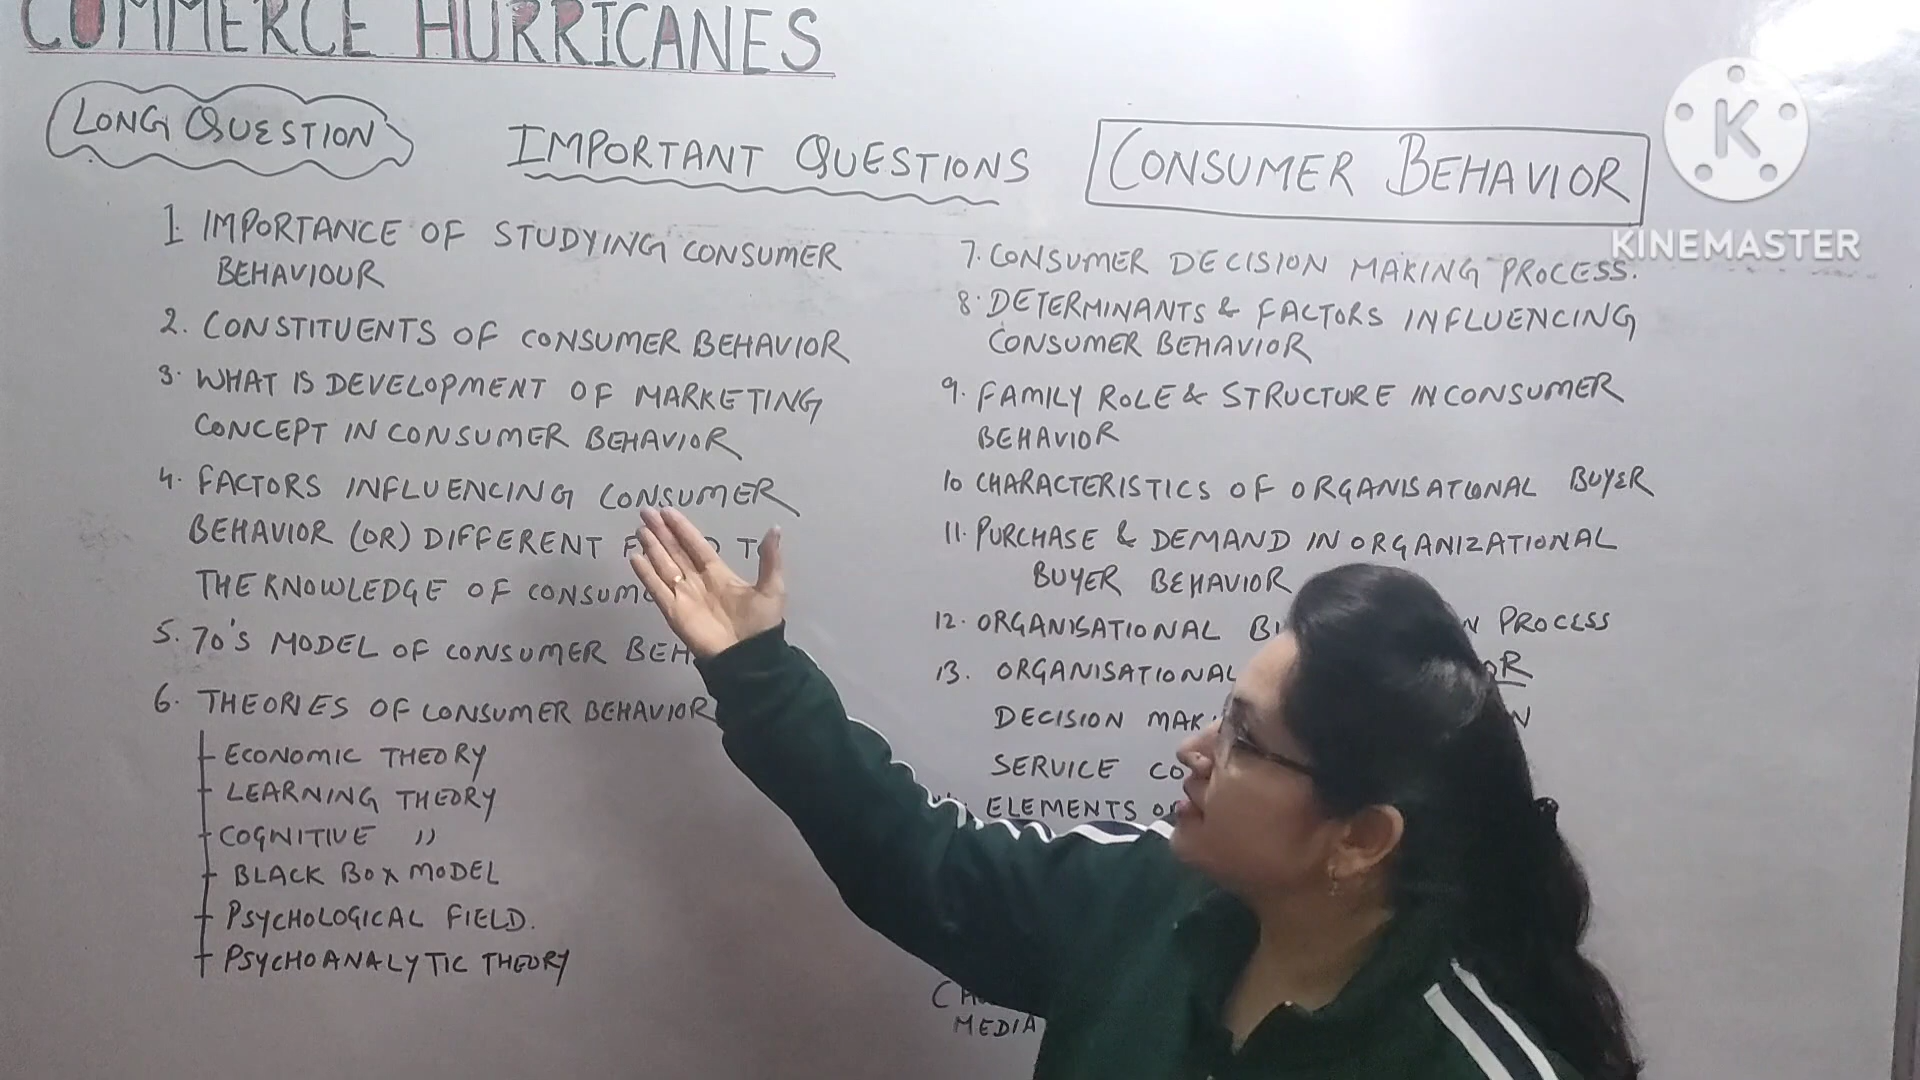 COMMERCE HURRICANES
LONG QUESTION
IMPORTANT QUESTIONS
CONSUMER BEHAVIOR
K
KINEMASTER
1. IMPORTANCE OF STUDYING CONSUMER
BEHAVIOUR
2. CONSTITUENTS OF CONSUMER BEHAVIOR
3. WHAT IS DEVELOPMENT OF MARKETING
CONCEPT IN CONSUMER BEHAVIOR
4. FACTORS INFLUENCING CONSUMER
BEHAVIOR (OR) DIFFERENT
THE KNOWLEDGE OF
5. 70'S MODEL OF CONSUMER
6. THEORIES OF CONSUMER BEHAVIOR
ECONOMIC THEORY
LEARNING THEORY
COGNITIVE ,,
BLACK BOX MODEL
PSYCHOLOGICAL FIELD.
PSYCHOANALYTIC THEORY
7. CONSUMER DECISION MAKING PROCESS.
8. DETERMINANTS & FACTORS INFLUENCING
CONSUMER BEHAVIOR
9. FAMILY ROLE & STRUCTURE IN CONSUMER
BEHAVIOR
10 CHARACTERISTICS OF ORGANISATIONAL BUYER
11. PURCHASE & DEMAND IN ORGANIZATIONAL
BUYER BEHAVIOR
12. ORGANISATIONAL PROCESS
13. ORGANISATIONAL
DECISION
SERVICE
ELEMENTS
MEDIA